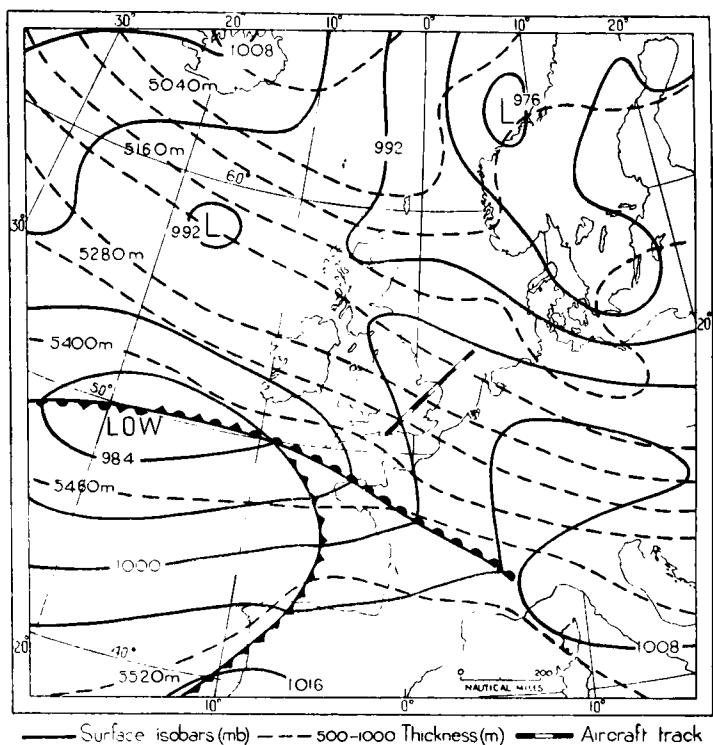 30° 20° 10° 0° 10° 20°
1008
5040m
L 976
992
5160m
60°
30°
992 L
5280m
20°
5400m
50°
LOW
984
5460m
1000
20° 40° 1008
5520m
0 200
NAUTICAL MILES
1016
10° 0° 10°
Surface isobars (mb) 500-1000 Thickness (m) Aircraft track